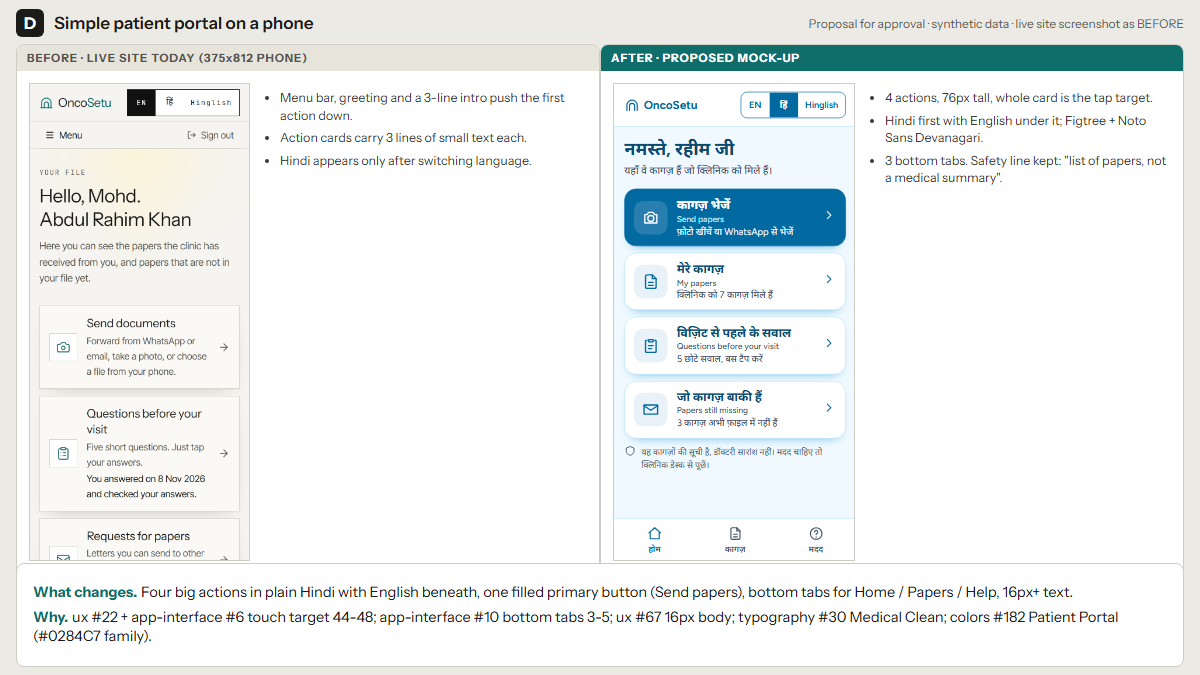 D Simple patient portal on a phone
Proposal for approval · synthetic data · live site screenshot as BEFORE
BEFORE · LIVE SITE TODAY (375x812 PHONE)
OncoSetu
EN हिं Hinglish
Menu
Sign out
YOUR FILE
Hello, Mohd.
Abdul Rahim Khan
Here you can see the papers the clinic has
received from you, and papers that are not in
your file yet.
Send documents
Forward from WhatsApp or
email, take a photo, or choose
a file from your phone.
Questions before your
visit
Five short questions. Just tap
your answers.
You answered on 8 Nov 2026
and checked your answers.
Requests for papers
Letters you can send to other
• Menu bar, greeting and a 3-line intro push the first
action down.
• Action cards carry 3 lines of small text each.
• Hindi appears only after switching language.
AFTER · PROPOSED MOCK-UP
OncoSetu
EN हिं Hinglish
नमस्ते, रहीम जी
यहाँ वे कागज़ हैं जो क्लिनिक को मिले हैं।
कागज़ भेजें
Send papers
फ़ोटो खींचें या WhatsApp से भेजें
मेरे कागज़
My papers
क्लिनिक को 7 कागज़ मिले हैं
विज़िट से पहले के सवाल
Questions before your visit
5 छोटे सवाल, बस टैप करें
जो कागज़ बाकी हैं
Papers still missing
3 कागज़ अभी फ़ाइल में नहीं हैं
यह कागज़ों की सूची है, डॉक्टरी सारांश नहीं। मदद चाहिए तो
क्लिनिक डेस्क से पूछें।
होम
कागज़
मदद
• 4 actions, 76px tall, whole card is the tap target.
• Hindi first with English under it; Figtree + Noto
Sans Devanagari.
• 3 bottom tabs. Safety line kept: "list of papers, not
a medical summary".
What changes. Four big actions in plain Hindi with English beneath, one filled primary button (Send papers), bottom tabs for Home / Papers / Help, 16px+ text.
Why. ux #22 + app-interface #6 touch target 44-48; app-interface #10 bottom tabs 3-5; ux #67 16px body; typography #30 Medical Clean; colors #182 Patient Portal
(#0284C7 family).